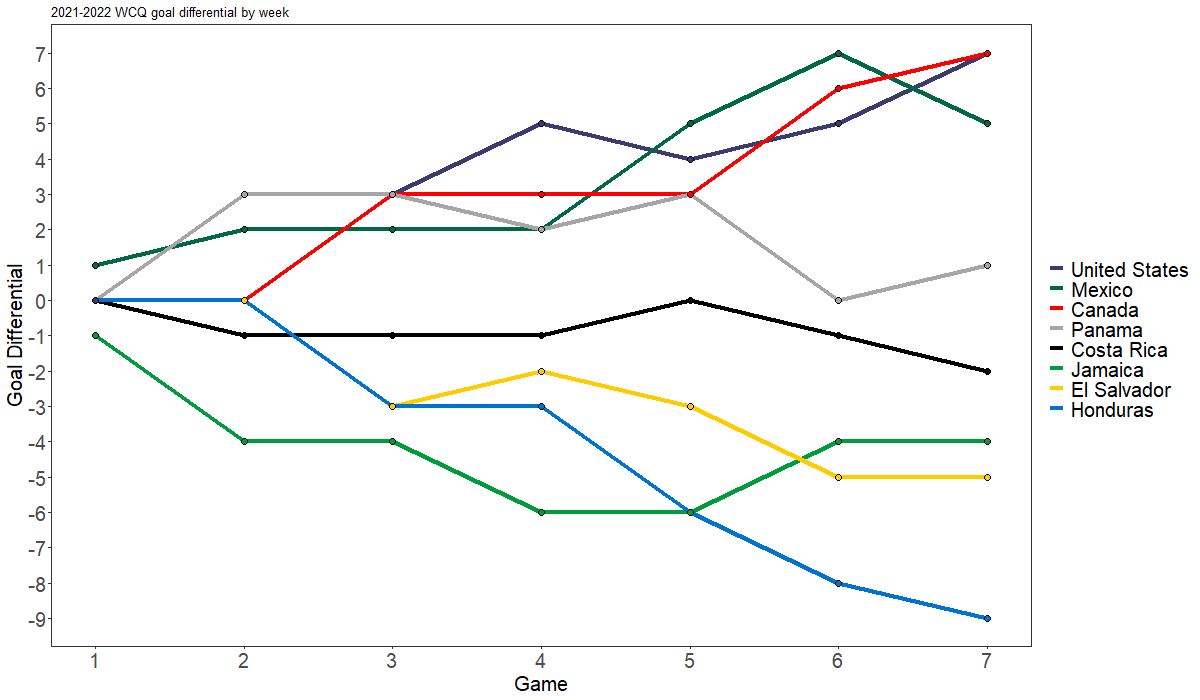 2021-2022 WCQ goal differential by week
7
6
5
4
3
2
1
0
-1
-2
-3
-4
-5
-6
-7
-8
-9
Goal Differential
1 2 3 4 5 6 7
Game
United States
Mexico
Canada
Panama
Costa Rica
Jamaica
El Salvador
Honduras